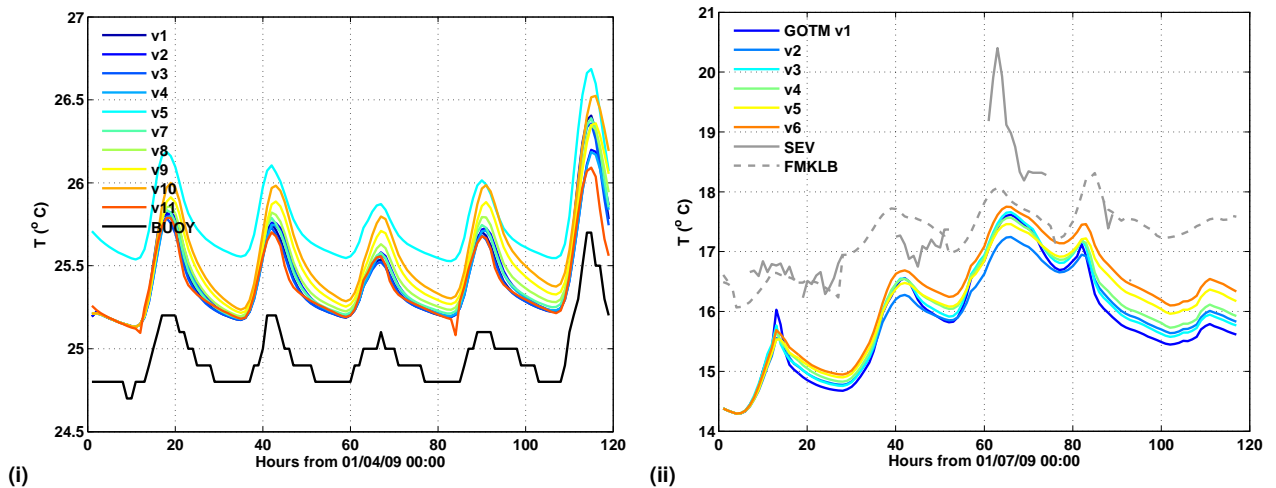 27
26.5
26
25.5
25
24.5
T (° C)
v1
v2
v3
v4
v5
v7
v8
v9
v10
v11
BUOY
0 20 40 60 80 100 120
Hours from 01/04/09 00:00
(i)
21
20
19
18
17
16
15
14
T (° C)
GOTM v1
v2
v3
v4
v5
v6
SEV
FMKLB
0 20 40 60 80 100 120
Hours from 01/07/09 00:00
(ii)